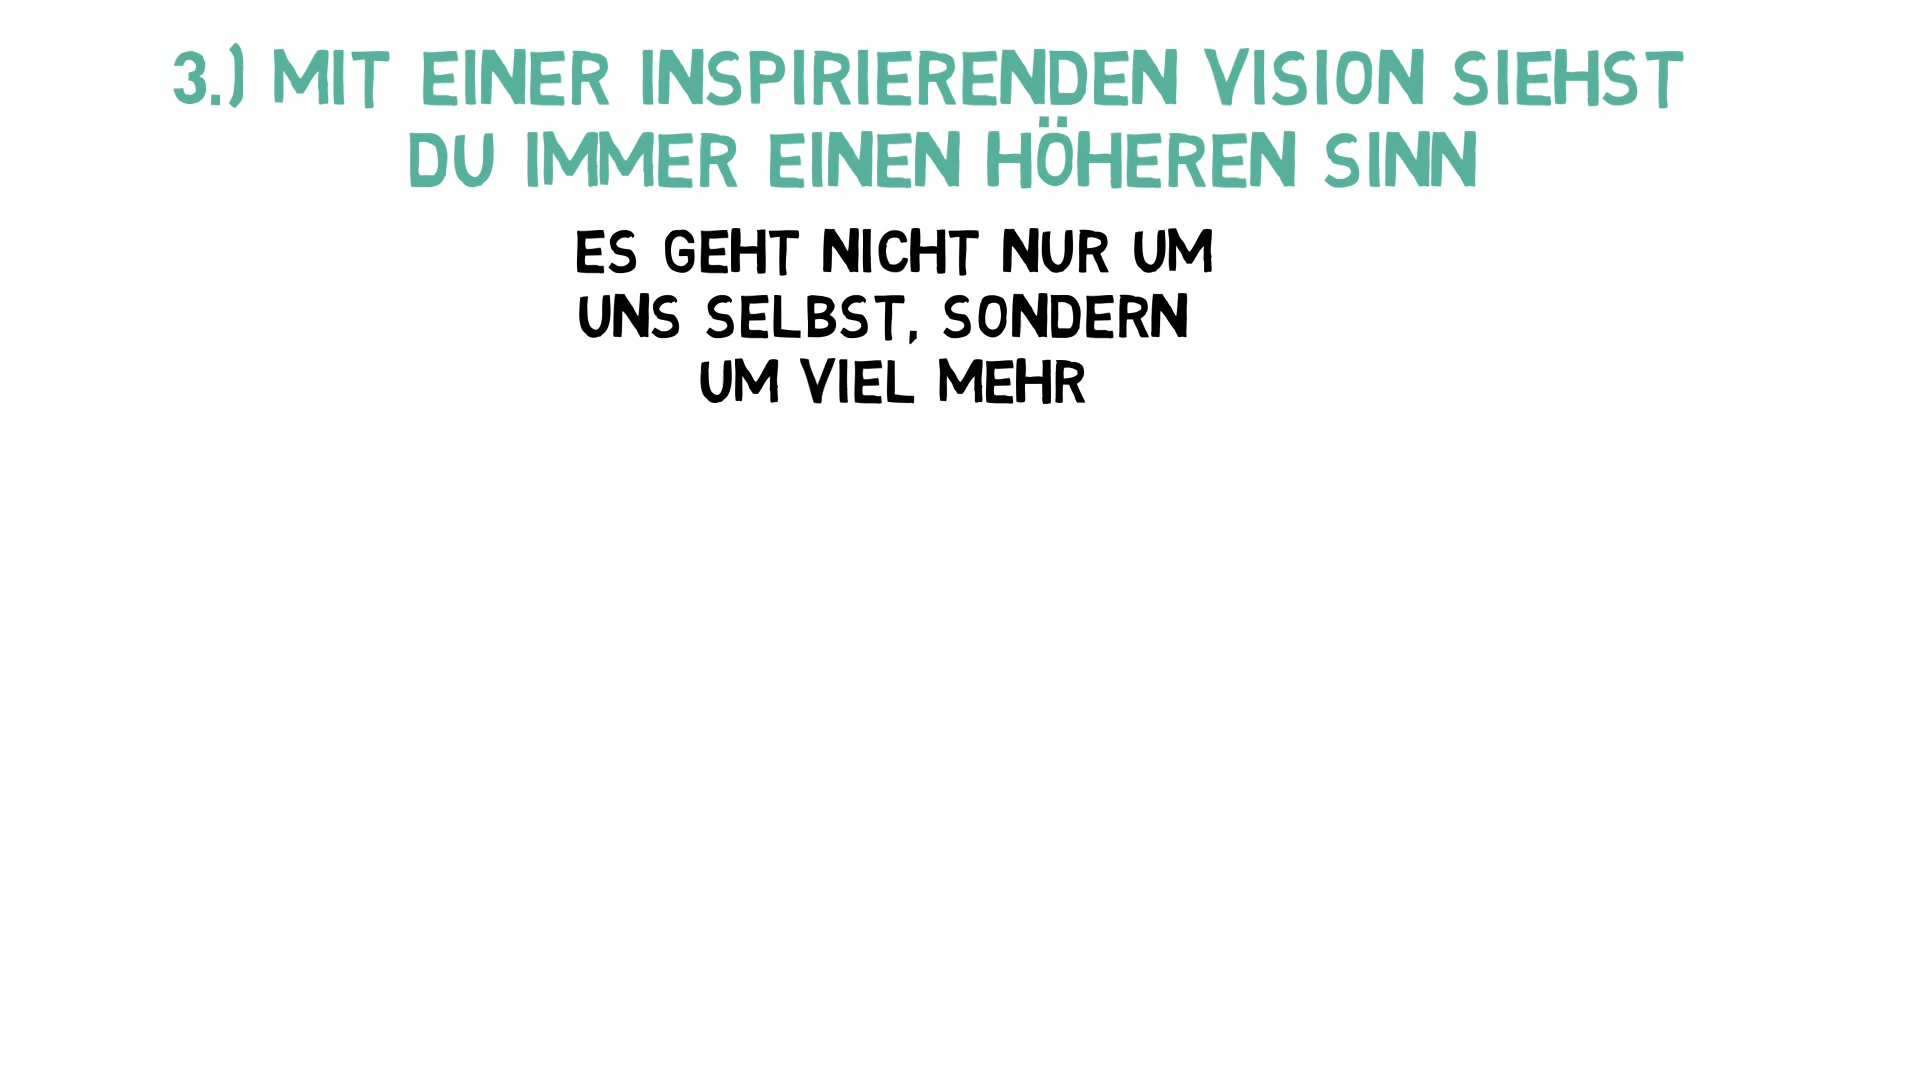 3.) MIT EINER INSPIRIERENDEN VISION SIEHST
DU IMMER EINEN HÖHEREN SINN
ES GEHT NICHT NUR UM
UNS SELBST, SONDERN
UM VIEL MEHR